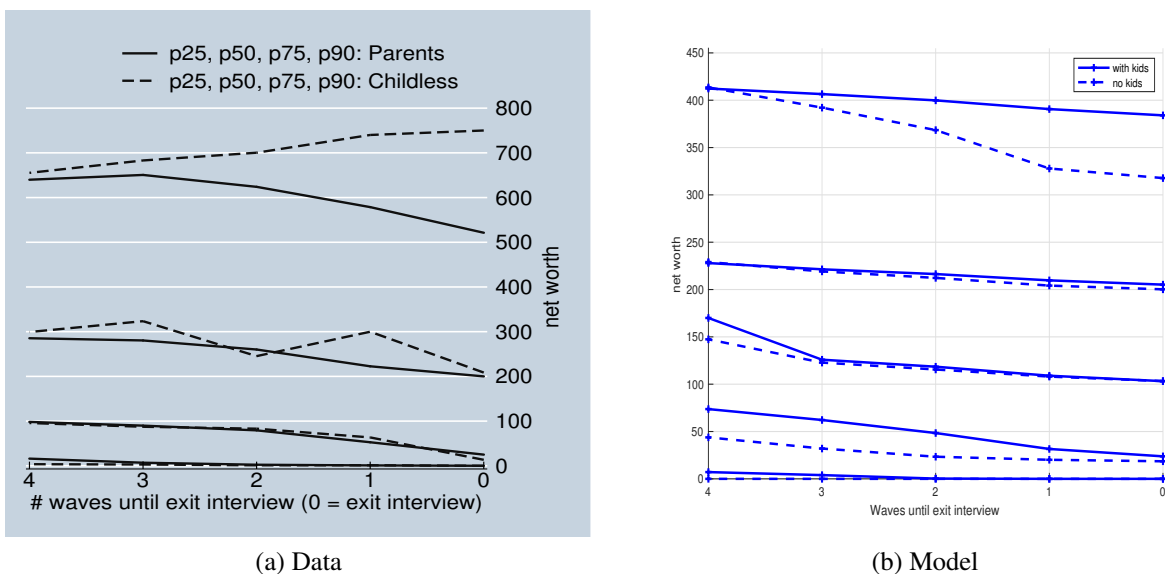 p25, p50, p75, p90: Parents
p25, p50, p75, p90: Childless
800
700
600
500
400
300
200
100
0
net worth
4 3 2 1 0
# waves until exit interview (0 = exit interview)
(a) Data
with kids
no kids
450
400
350
300
250
200
150
100
50
0
net worth
4 3 2 1 0
Waves until exit interview
(b) Model